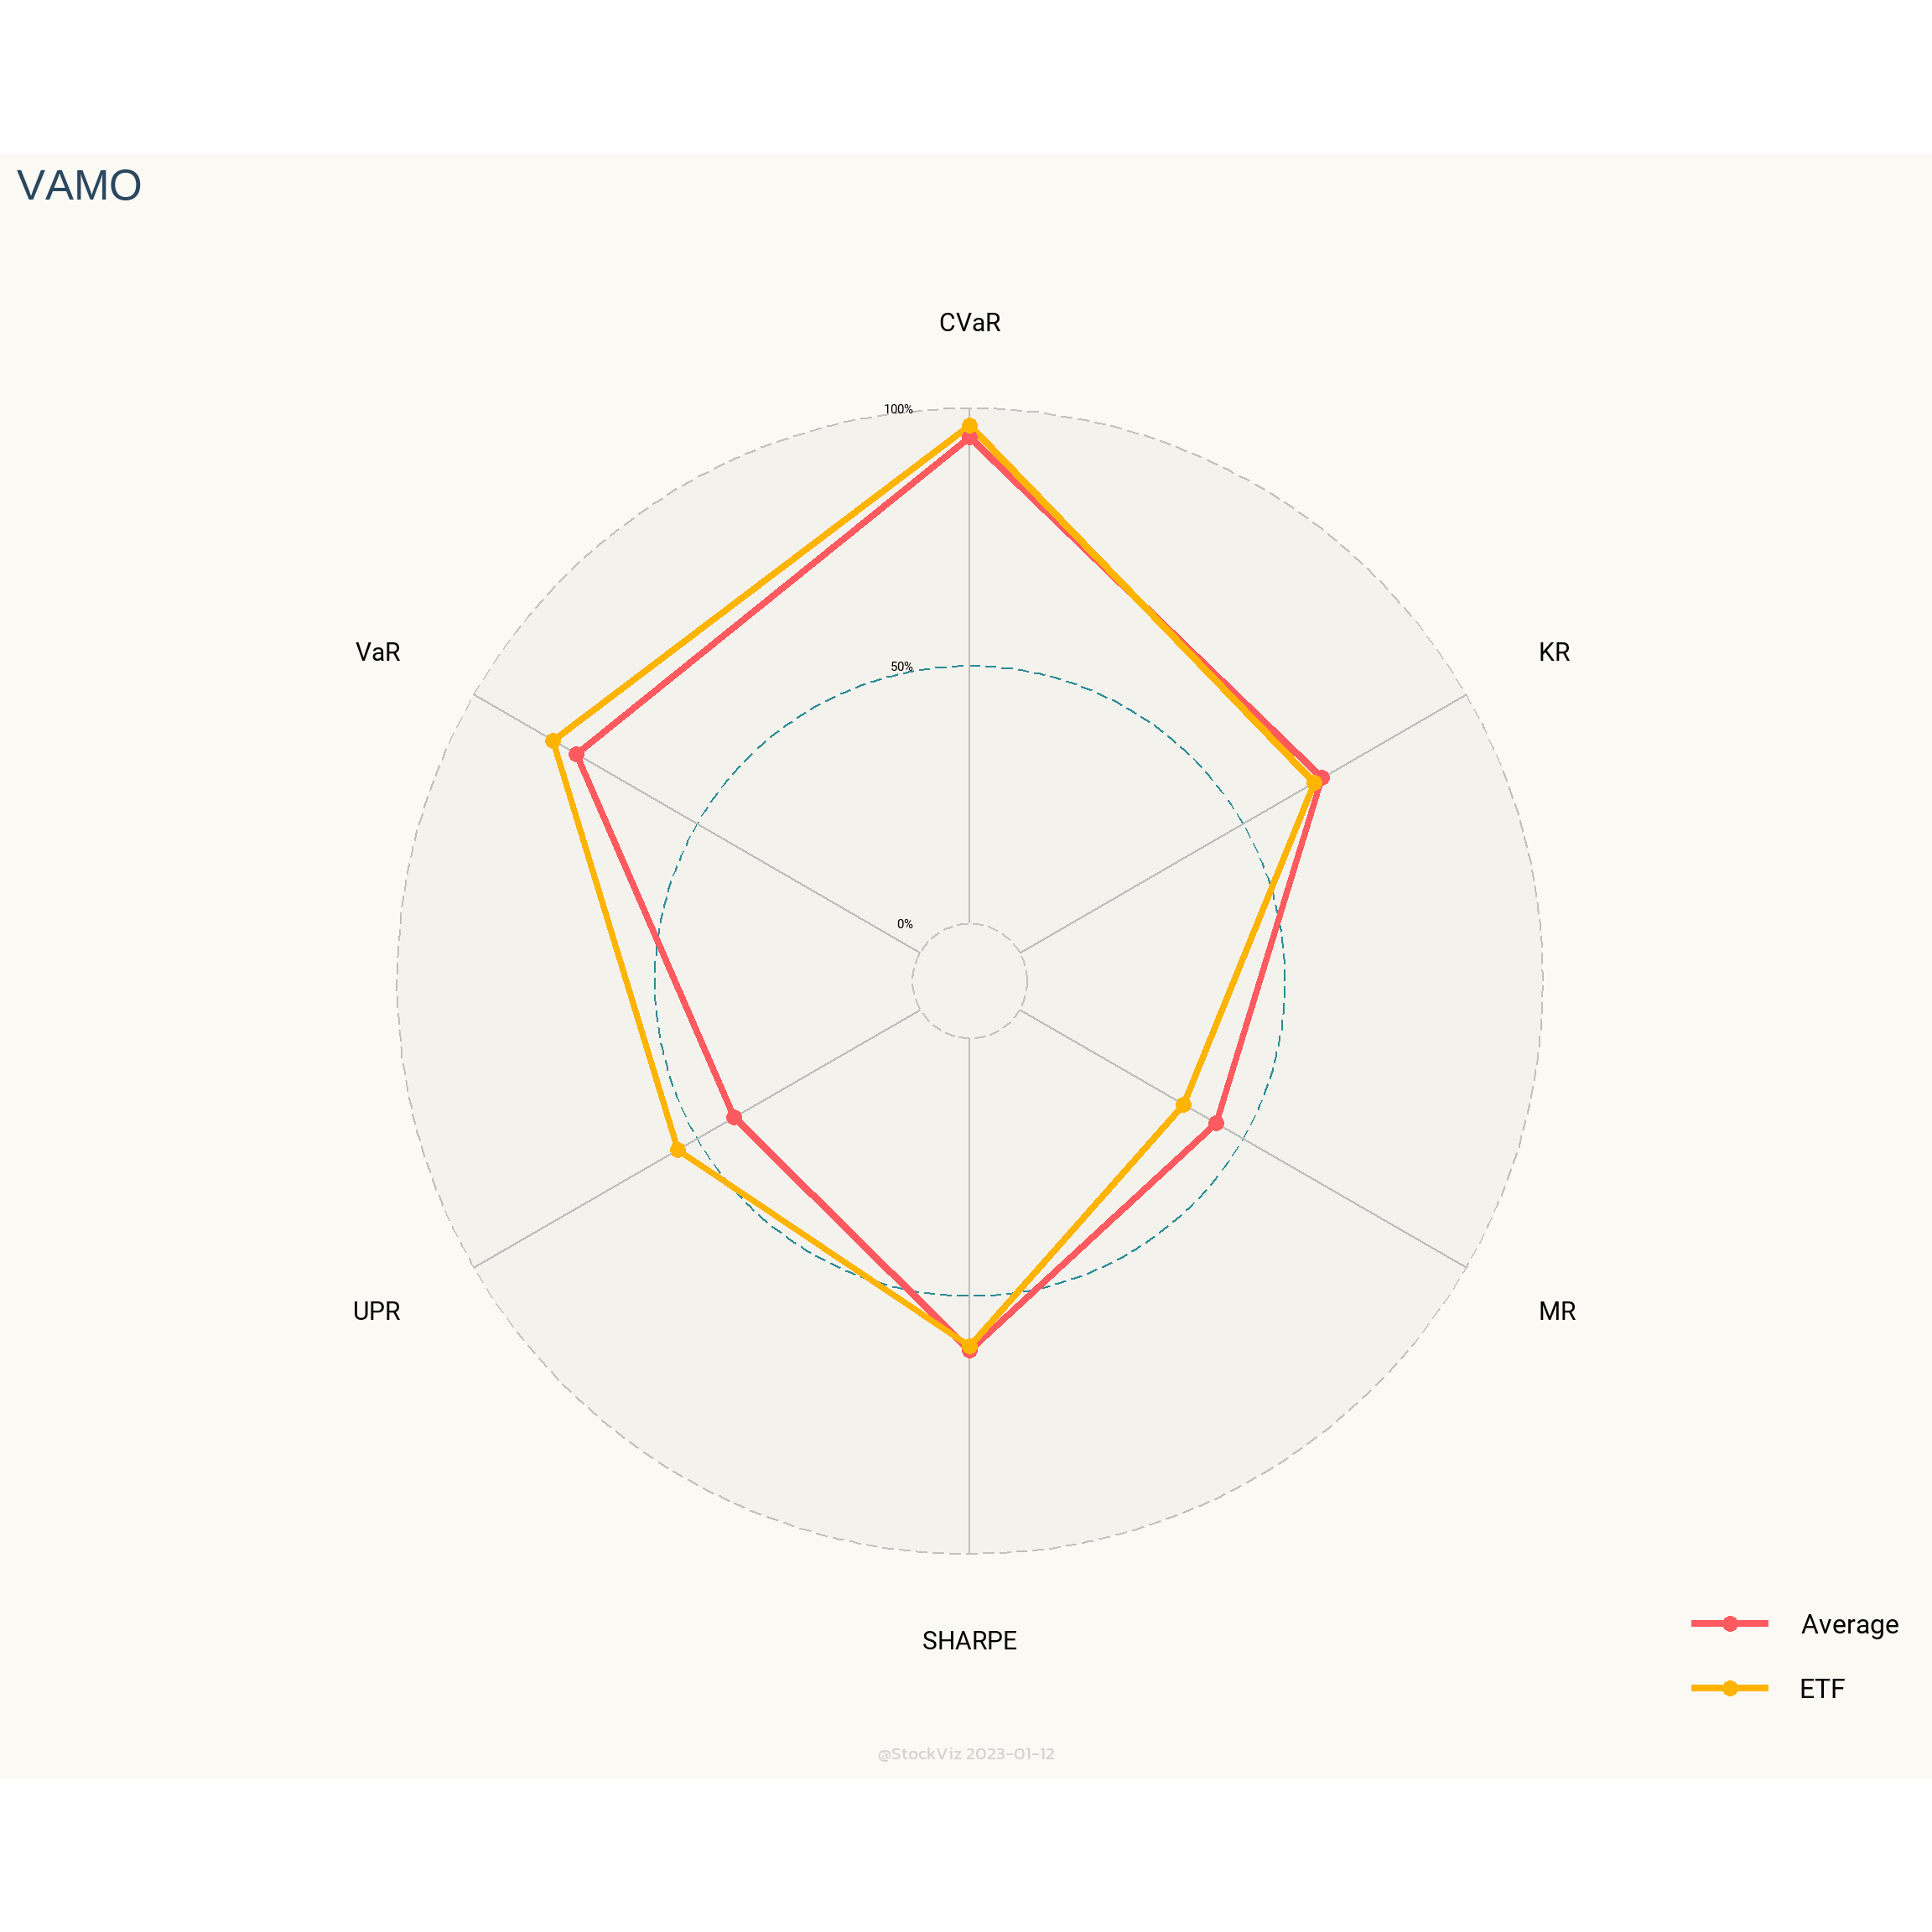 VAMO
CVaR
100%
VaR
50%
KR
0%
UPR
MR
SHARPE
Average
ETF
@StockViz 2023-01-12